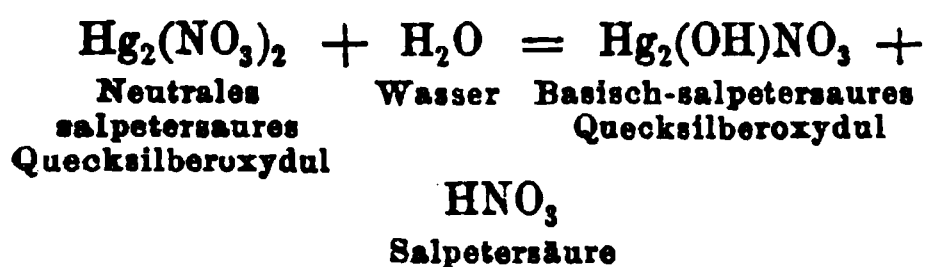 Hg₂(NO₃)₂ + H₂O = Hg₂(OH)NO₃ +
Neutrales Wasser Basisch-salpetersaures
salpetersaures Quecksilberoxydul
Quecksilberoxydul
HNO₃
Salpetersäure